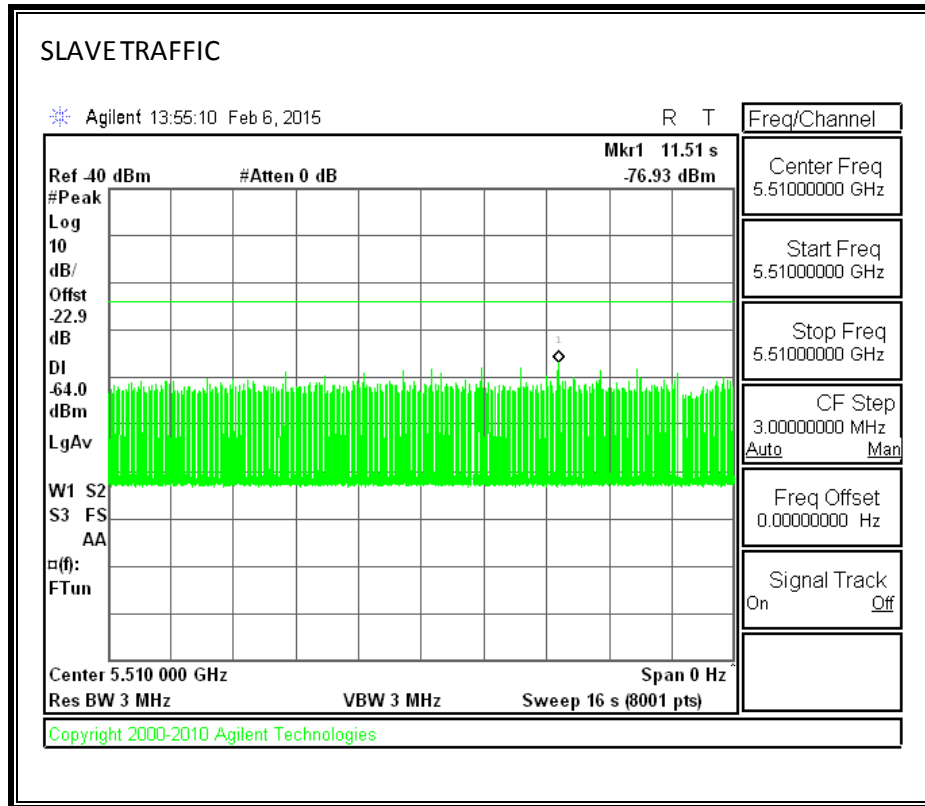 SLAVE TRAFFIC
Agilent 13:55:10 Feb 6, 2015 R T
Mkr1 11.51 s
Ref -40 dBm #Atten 0 dB -76.93 dBm
#Peak
Log
10
dB/
Offst
-22.9
dB
DI
-64.0
dBm
LgAv
W1 S2
S3 FS
AA
¤(f):
FTun
1
Center 5.510 000 GHz Span 0 Hz^
Res BW 3 MHz VBW 3 MHz Sweep 16 s (8001 pts)
Copyright 2000-2010 Agilent Technologies
Freq/Channel
Center Freq
5.51000000 GHz
Start Freq
5.51000000 GHz
Stop Freq
5.51000000 GHz
CF Step
3.00000000 MHz
Auto Man
Freq Offset
0.00000000 Hz
Signal Track
On Off